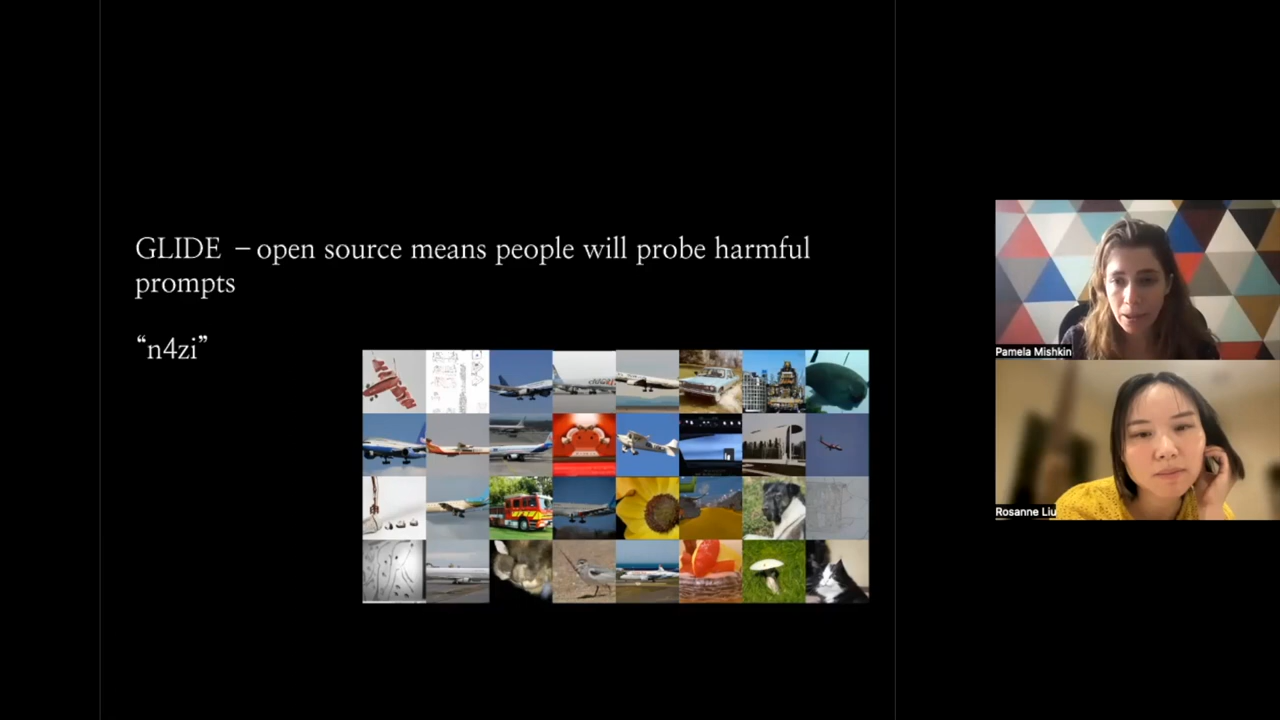 GLIDE – open source means people will probe harmful
prompts
“n4zi”
Pamela Mishkin
Rosanne Liu